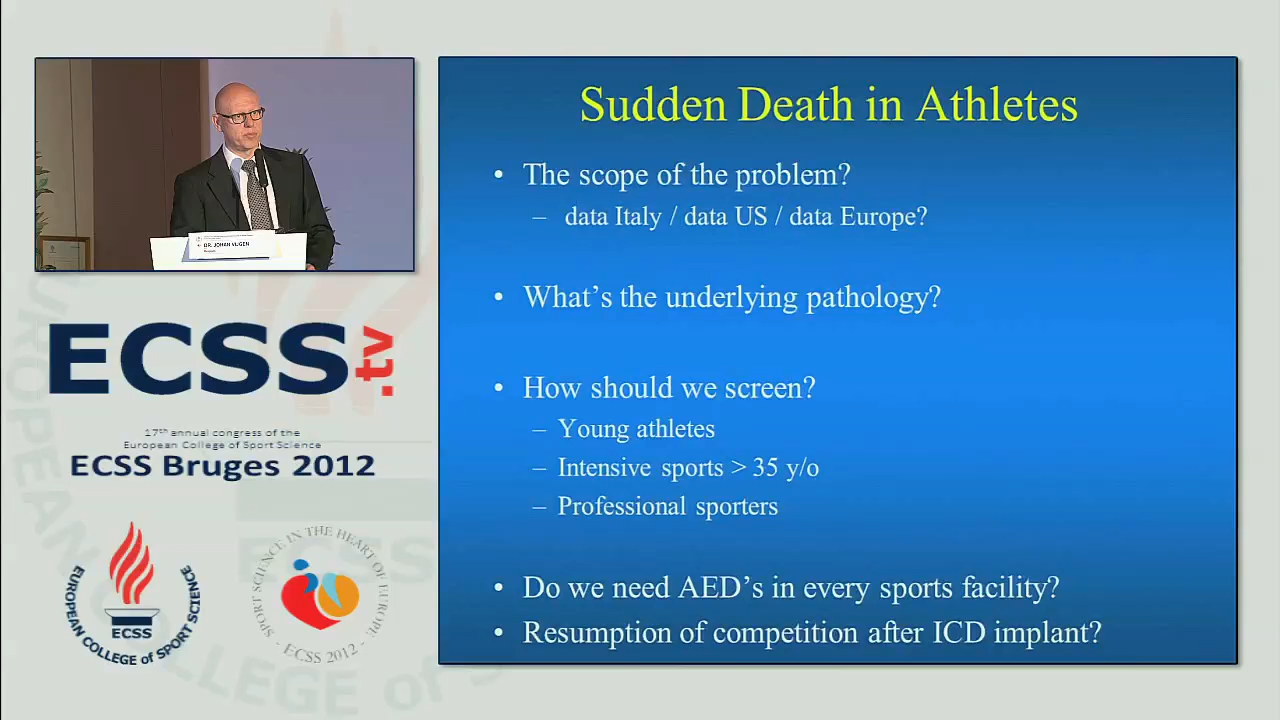 DR. JOHAN VIJGEN
ECSS
.tv
17th annual congress of the
European College of Sport Science
ECSS Bruges 2012
EUROPEAN COLLEGE of SPORT SCIENCE
ECSS
SPORT SCIENCE IN THE HEART OF EUROPE
- ECSS 2012 -
Sudden Death in Athletes
• The scope of the problem?
– data Italy / data US / data Europe?
• What's the underlying pathology?
• How should we screen?
– Young athletes
– Intensive sports > 35 y/o
– Professional sporters
• Do we need AED's in every sports facility?
• Resumption of competition after ICD implant?